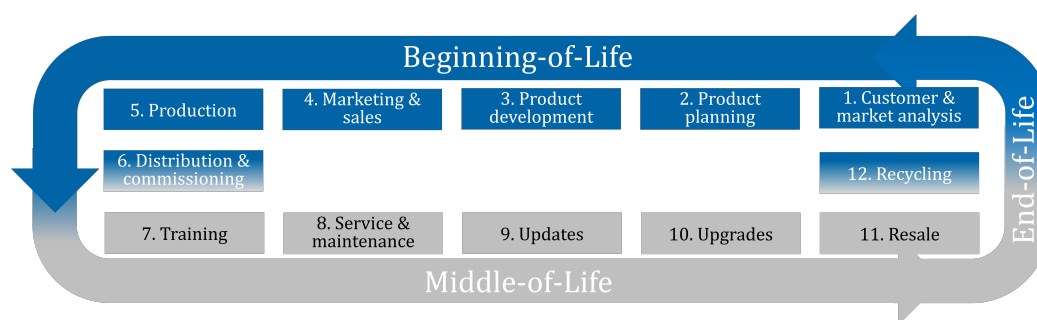 Beginning-of-Life
5. Production
4. Marketing &
sales
3. Product
development
2. Product
planning
1. Customer &
market analysis
6. Distribution &
commissioning
12. Recycling
End-of-Life
7. Training
8. Service &
maintenance
9. Updates
10. Upgrades
11. Resale
Middle-of-Life